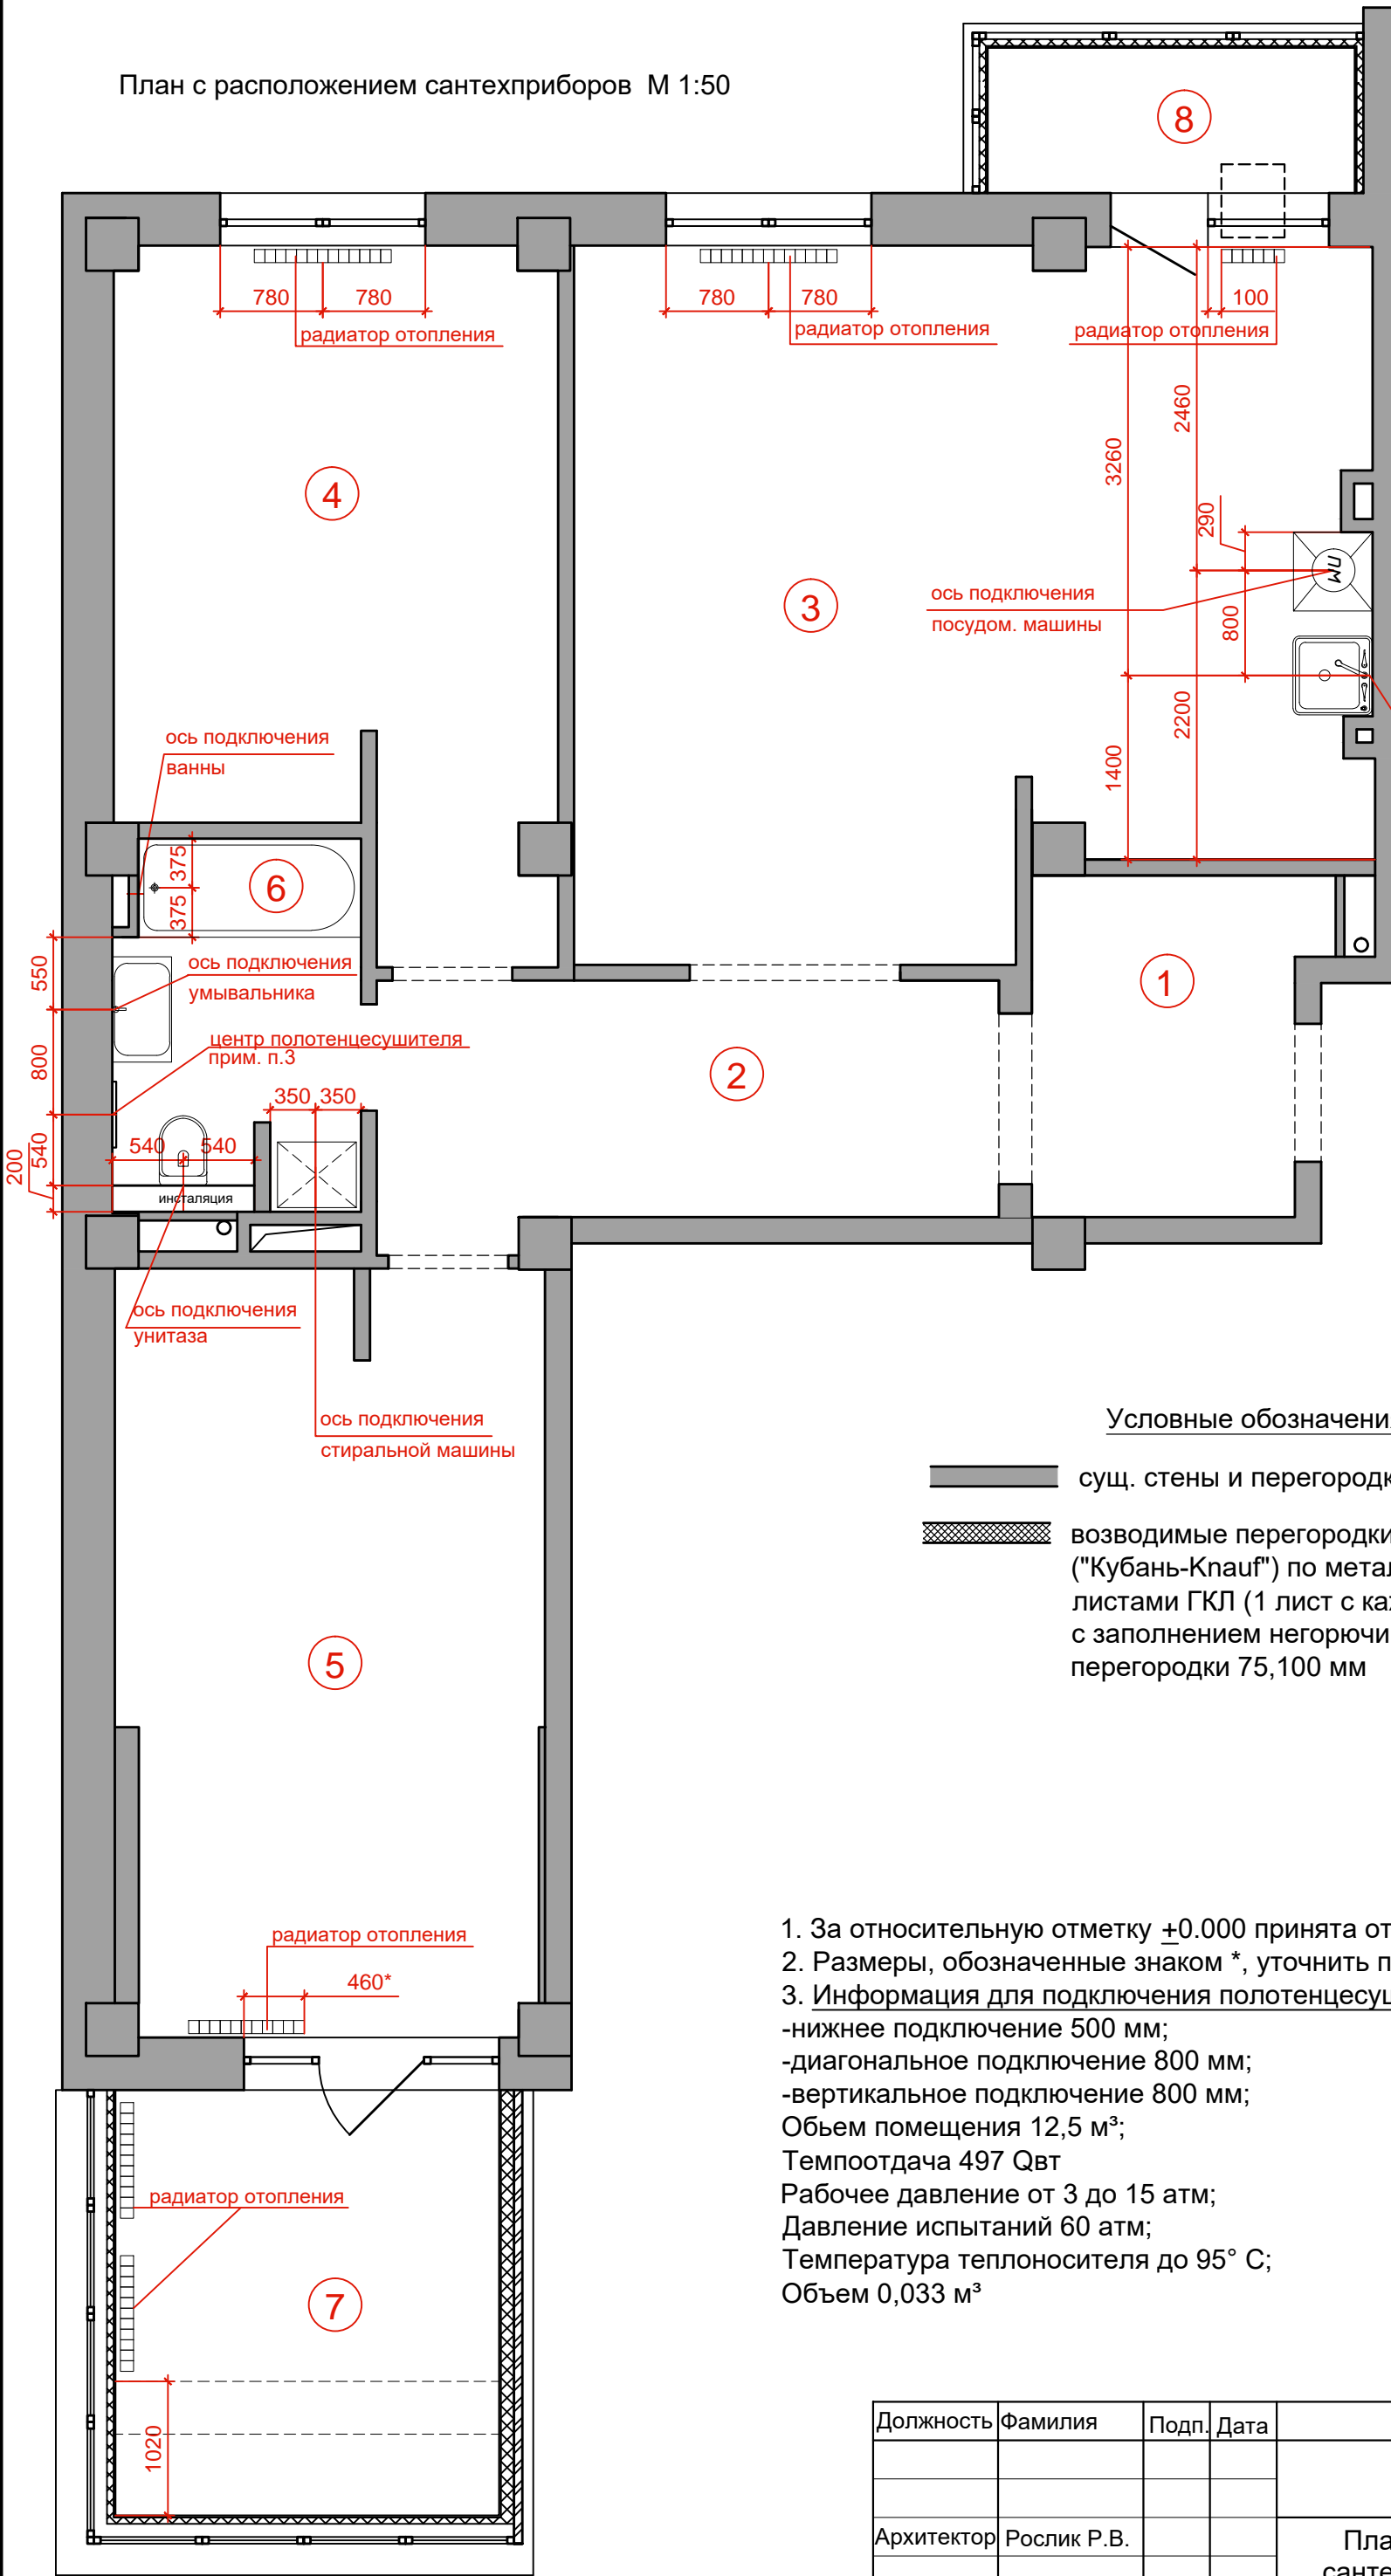 План с расположением сантехприборов М 1:50
8
780
780
радиатор отопления
780
780
радиатор отопления
100
радиатор отопления
2460
3260
4
290
ПМ
3
ось подключения
посудом. машины
800
2200
1400
ось подключения
ванны
375
6
375
550
ось подключения
умывальника
1
центр полотенцесушителя
прим. п.3
800
2
350
350
540
540
540
200
инсталяция
ось подключения
унитаза
ось подключения
стиральной машины
Условные обозначени
сущ. стены и перегородк
возводимые перегородки
("Кубань-Knauf") по метал
листами ГКЛ (1 лист с каж
с заполнением негорючи
перегородки 75,100 мм
5
радиатор отопления
460*
1. За относительную отметку ±0.000 принята от
2. Размеры, обозначенные знаком *, уточнить п
3. Информация для подключения полотенцесуш
-нижнее подключение 500 мм;
-диагональное подключение 800 мм;
-вертикальное подключение 800 мм;
Обьем помещения 12,5 м³;
Темпоотдача 497 Qвт
Рабочее давление от 3 до 15 атм;
Давление испытаний 60 атм;
Температура теплоносителя до 95° С;
Объем 0,033 м³
радиатор отопления
7
1020
Должность Фамилия Подп. Дата
Архитектор Рослик Р.В.
Пла
санте